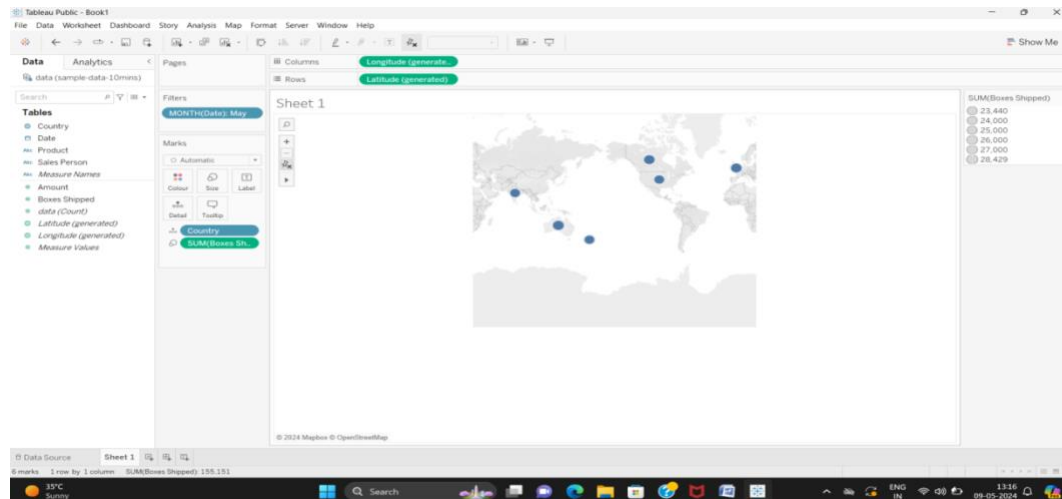 Tableau Public - Book1
File Data Worksheet Dashboard Story Analysis Map Format Server Window Help
Show Me
Data Analytics
data (sample-data-10mins)
Search
Tables
Country
Date
Abc Product
Abc Sales Person
Abc Measure Names
Amount
Boxes Shipped
data (Count)
Latitude (generated)
Longitude (generated)
Measure Values
Pages
Filters
MONTH(Date): May
Marks
Automatic
Colour Size Label
Detail Tooltip
Country
SUM(Boxes Sh..
Columns Longitude (generate..
Rows Latitude (generated)
Sheet 1
© 2024 Mapbox © OpenStreetMap
SUM(Boxes Shipped)
23,440
24,000
25,000
26,000
27,000
28,429
Data Source Sheet 1
6 marks 1 row by 1 column SUM(Boxes Shipped): 155,151
35°C
Sunny
Search
ENG
IN
13:16
09-05-2024